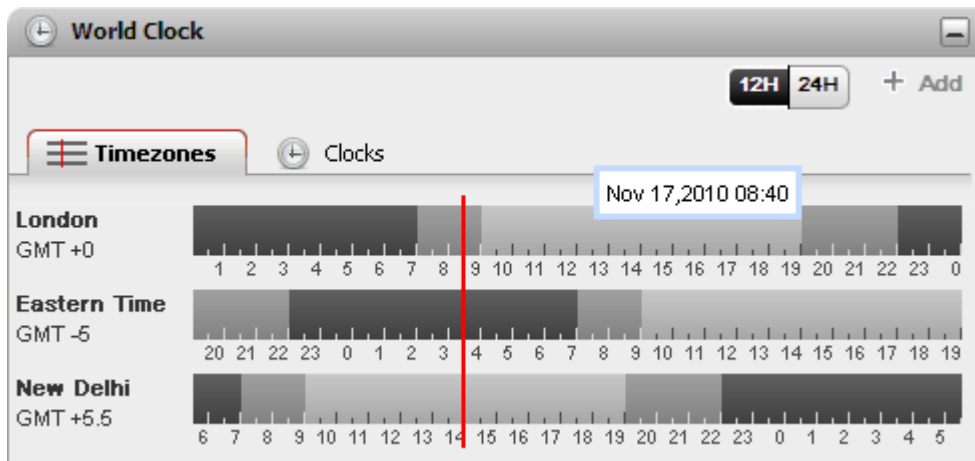 World Clock
12H 24H + Add
Timezones Clocks
Nov 17,2010 08:40
London
GMT +0
1 2 3 4 5 6 7 8 9 10 11 12 13 14 15 16 17 18 19 20 21 22 23 0
Eastern Time
GMT -5
20 21 22 23 0 1 2 3 4 5 6 7 8 9 10 11 12 13 14 15 16 17 18 19
New Delhi
GMT +5.5
6 7 8 9 10 11 12 13 14 15 16 17 18 19 20 21 22 23 0 1 2 3 4 5